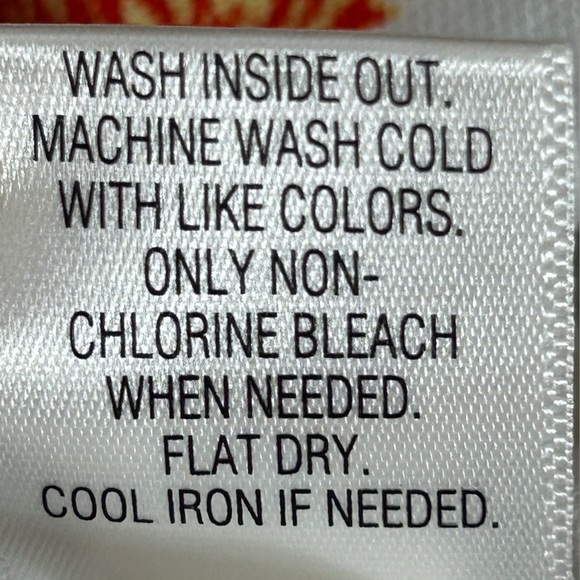 WASH INSIDE OUT.
MACHINE WASH COLD
WITH LIKE COLORS.
ONLY NON-
CHLORINE BLEACH
WHEN NEEDED.
FLAT DRY.
COOL IRON IF NEEDED.